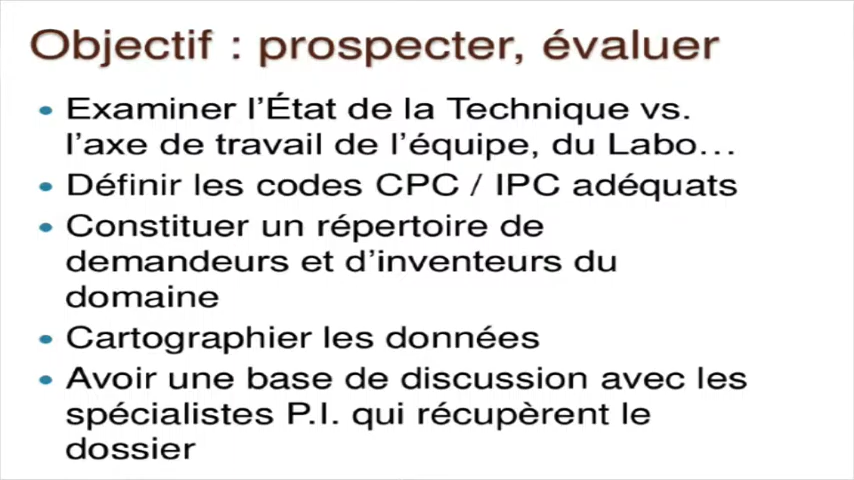 Objectif : prospecter, évaluer
• Examiner l'État de la Technique vs.
l'axe de travail de l'équipe, du Labo…
• Définir les codes CPC / IPC adéquats
• Constituer un répertoire de
demandeurs et d'inventeurs du
domaine
• Cartographier les données
• Avoir une base de discussion avec les
spécialistes P.I. qui récupèrent le
dossier